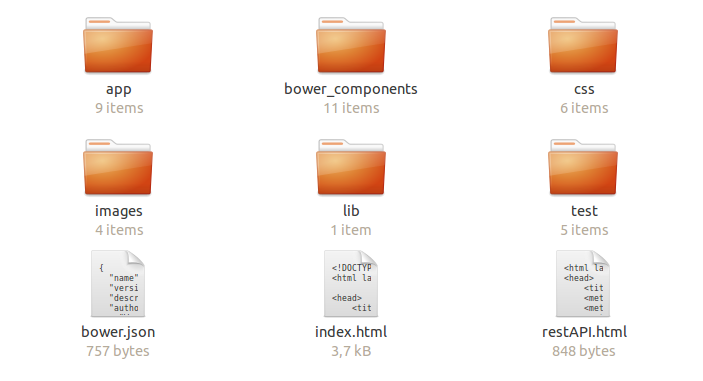 app
9 items
bower_components
11 items
css
6 items
images
4 items
lib
1 item
test
5 items
{
"name"
"versi
"descr
"autho
bower.json
757 bytes
<!DOCTYP
<html la
<head>
<tit
index.html
3,7 kB
<html la
<head>
<tit
<met
<met
restAPI.html
848 bytes